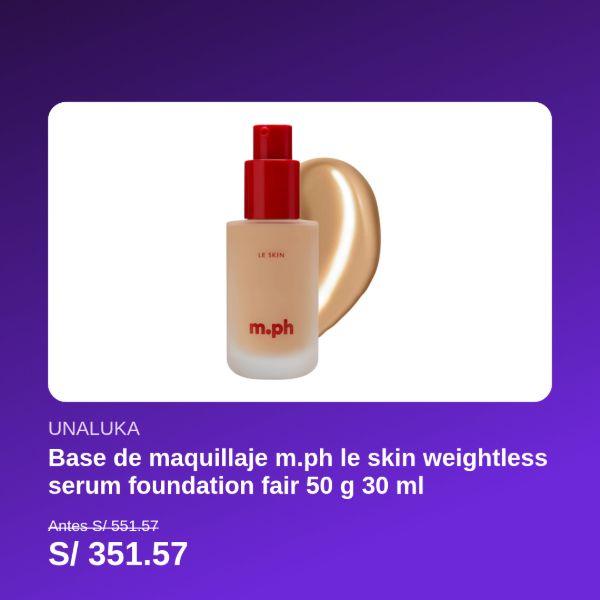 LE SKIN
m.ph
UNALUKA
Base de maquillaje m.ph le skin weightless
serum foundation fair 50 g 30 ml
Antes S/ 551.57
S/ 351.57